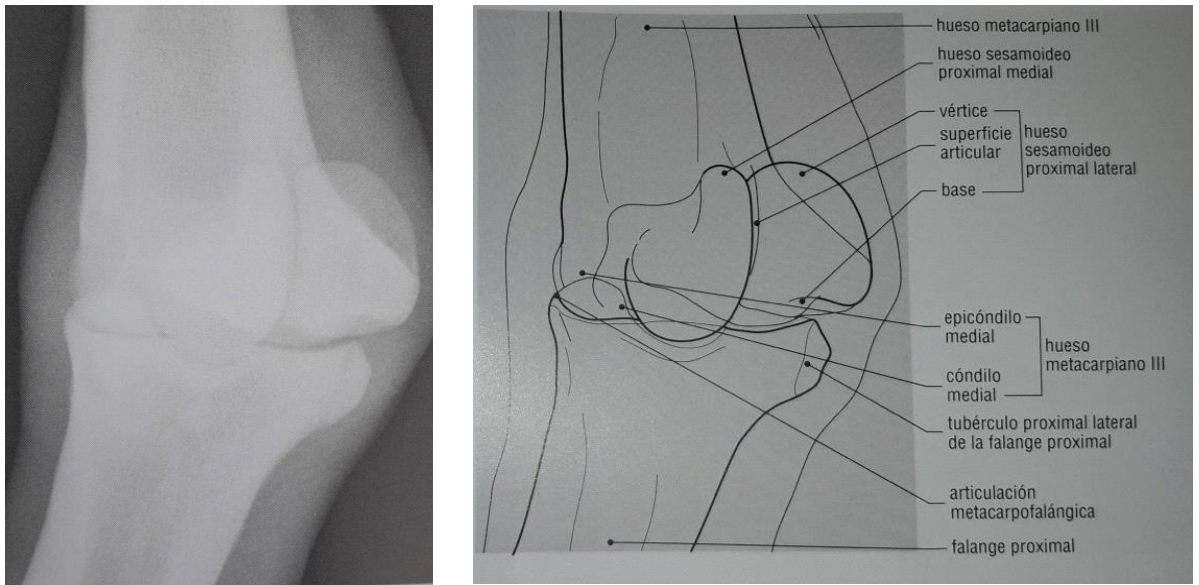 hueso metacarpiano III
hueso sesamoideo
proximal medial
vértice
superficie
articular
base
hueso
sesamoideo
proximal lateral
epicóndilo
medial
cóndilo
medial
hueso
metacarpiano III
tubérculo proximal lateral
de la falange proximal
articulación
metacarpofalángica
falange proximal